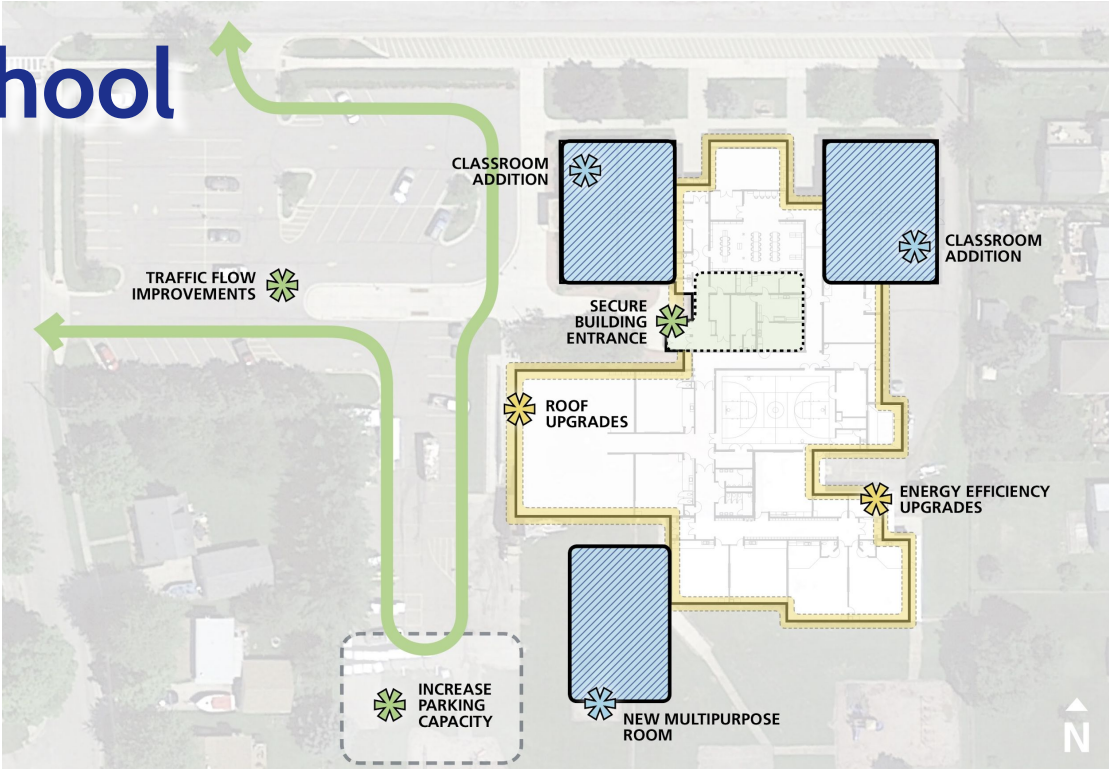 hool
CLASSROOM
ADDITION
CLASSROOM
ADDITION
TRAFFIC FLOW
IMPROVEMENTS
SECURE
BUILDING
ENTRANCE
ROOF
UPGRADES
ENERGY EFFICIENCY
UPGRADES
INCREASE
PARKING
CAPACITY
NEW MULTIPURPOSE
ROOM
N